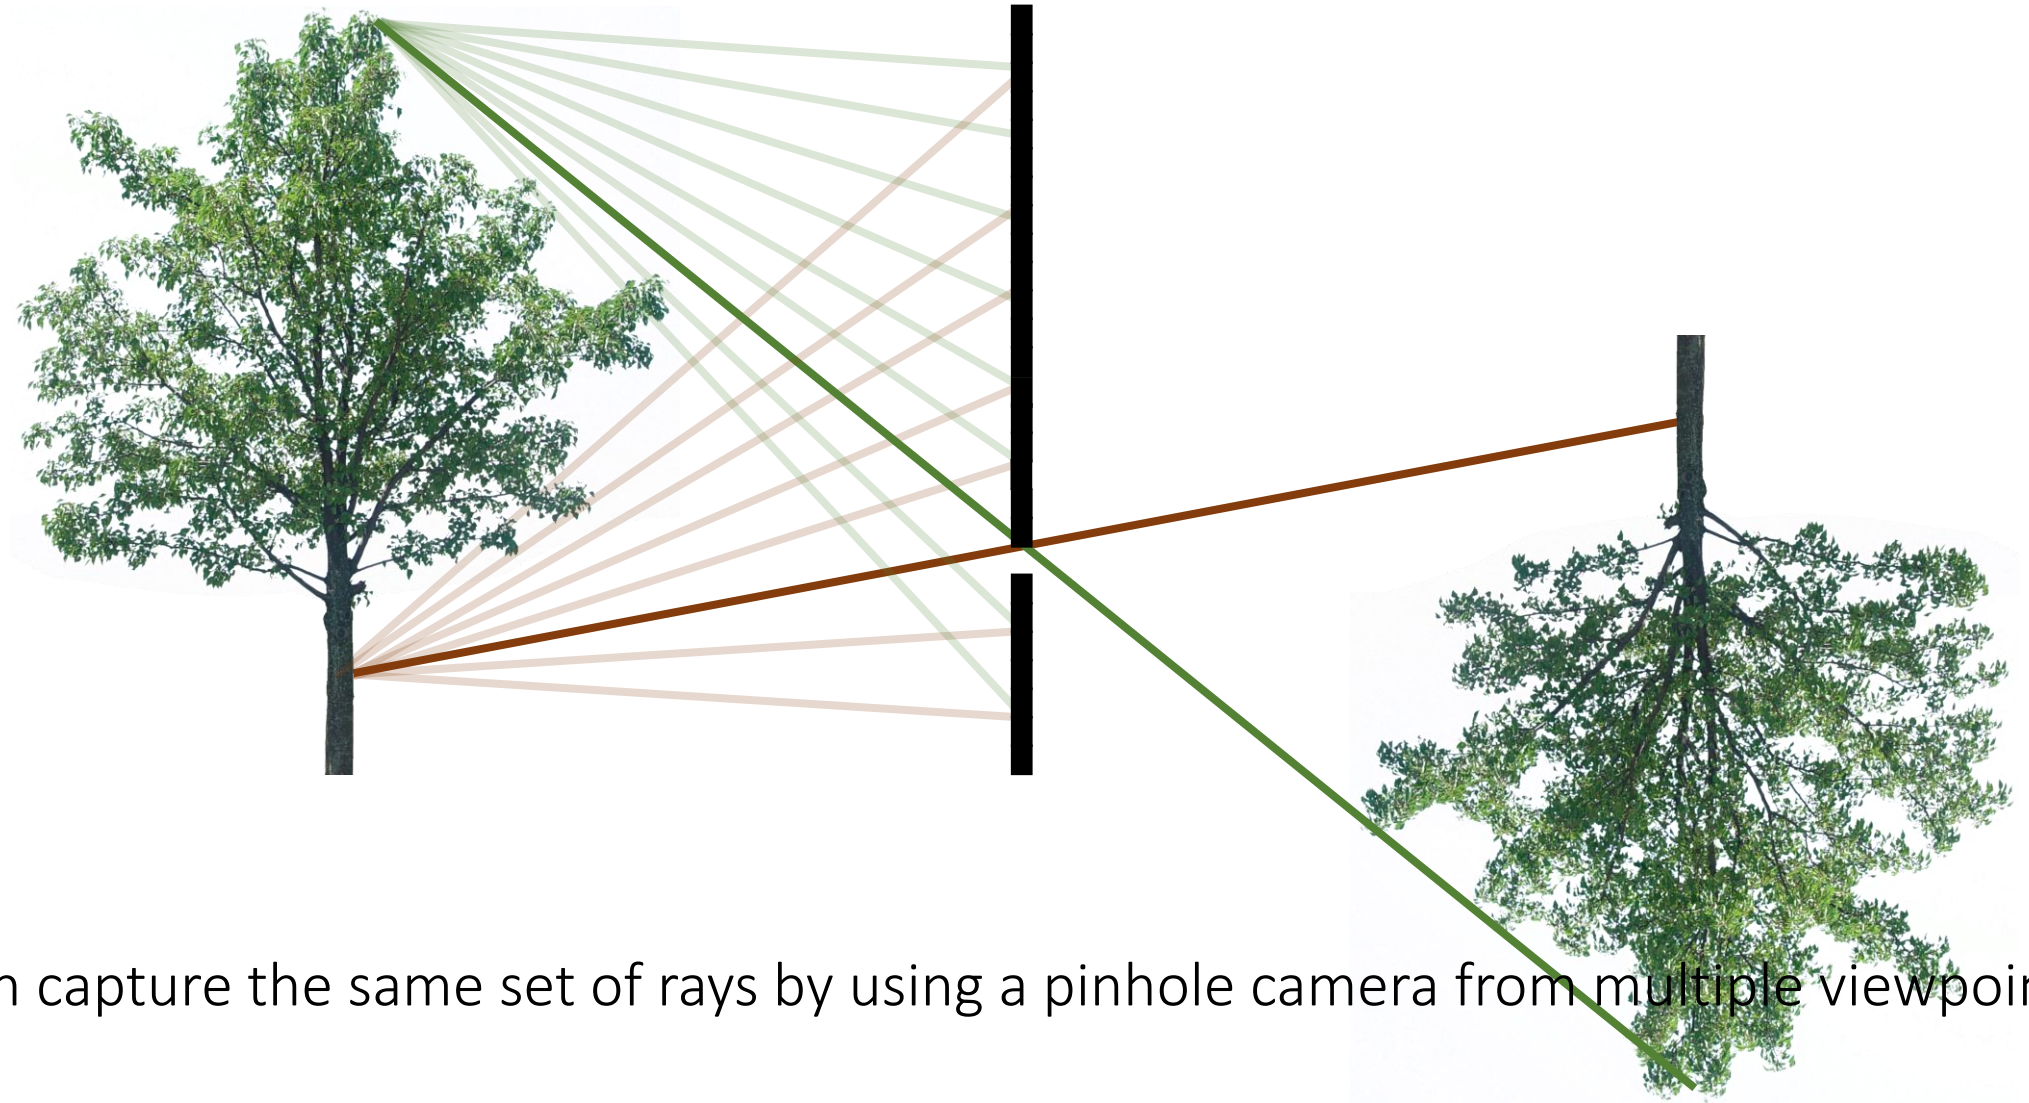 capture the same set of rays by using a pinhole camera from multiple